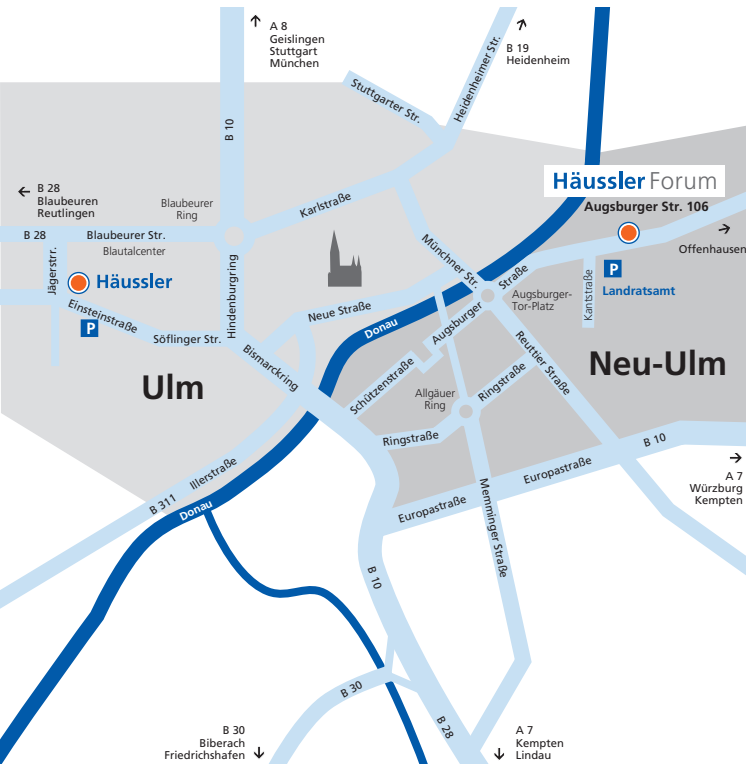 A 8
Geislingen
Stuttgart
München
B 19
Heidenheim
Heidenheimer Str.
Stuttgarter Str.
B 10
HäusslerForum
Augsburger Str. 106
B 28
Blaubeuren
Reutlingen
Blaubeurer
Ring
Karlstraße
B 28
Blaubeurer Str.
Blautalcenter
Münchner Str.
Offenhausen
Jägerstrr.
Häussler
Hindenburgring
P
Landratsamt
Kantstraße
Augsburger-
Tor-Platz
Augsburger
Straße
Einsteinstraße
P
Söflinger Str.
Neue Straße
Donau
Bismarckring
Ulm
Neu-Ulm
Reuttier Straße
Schützenstraße
Allgäuer
Ring
Ringstraße
Ringstraße
B 10
A 7
Würzburg
Kempten
Europastraße
Europastraße
Illerstraße
B 311
Donau
Memminger Straße
B 10
B 30
B 28
B 30
Biberach
Friedrichshafen
A 7
Kempten
Lindau